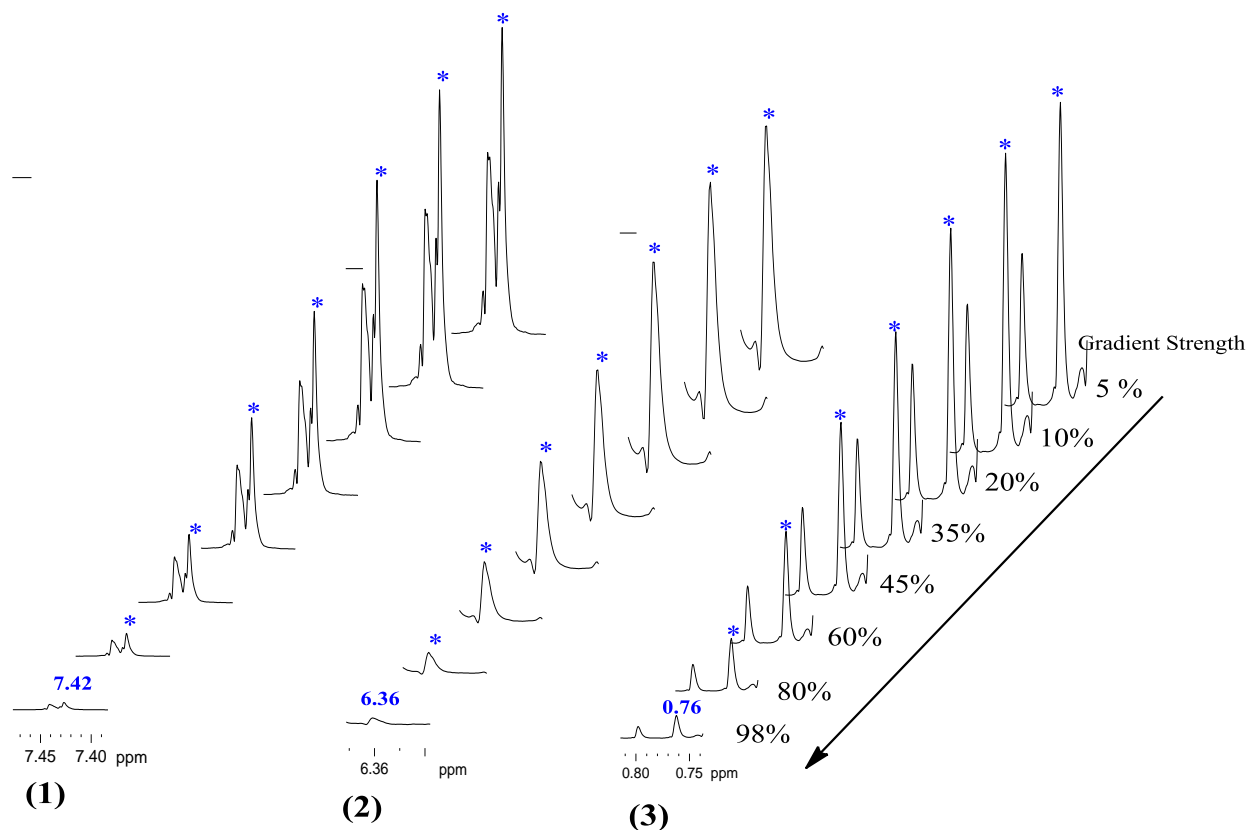 * * * * * * *
7.42
7.45 7.40 ppm
(1)
* * * * * * *
6.36
6.36 ppm
(2)
* * * * * * *
0.76
0.80 0.75 ppm
(3)
Gradient Strength
5 %
10%
20%
35%
45%
60%
80%
98%